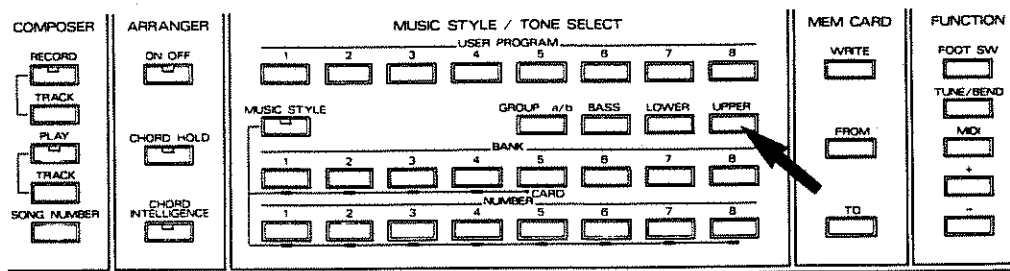 COMPOSER
RECORD
TRACK
PLAY
TRACK
SONG NUMBER
ARRANGER
ON OFF
CHORD HOLD
CHORD
INTELLIGENCE
MUSIC STYLE / TONE SELECT
USER PROGRAM
1 2 3 4 5 6 7 8
MUSIC STYLE GROUP a/b BASS LOWER UPPER
BANK
1 2 3 4 5 6 7 8
CARD
NUMBER
1 2 3 4 5 6 7 8
MEM CARD
WRITE
FROM
TO
FUNCTION
FOOT SW
TUNE/BEND
MIDI
+
-